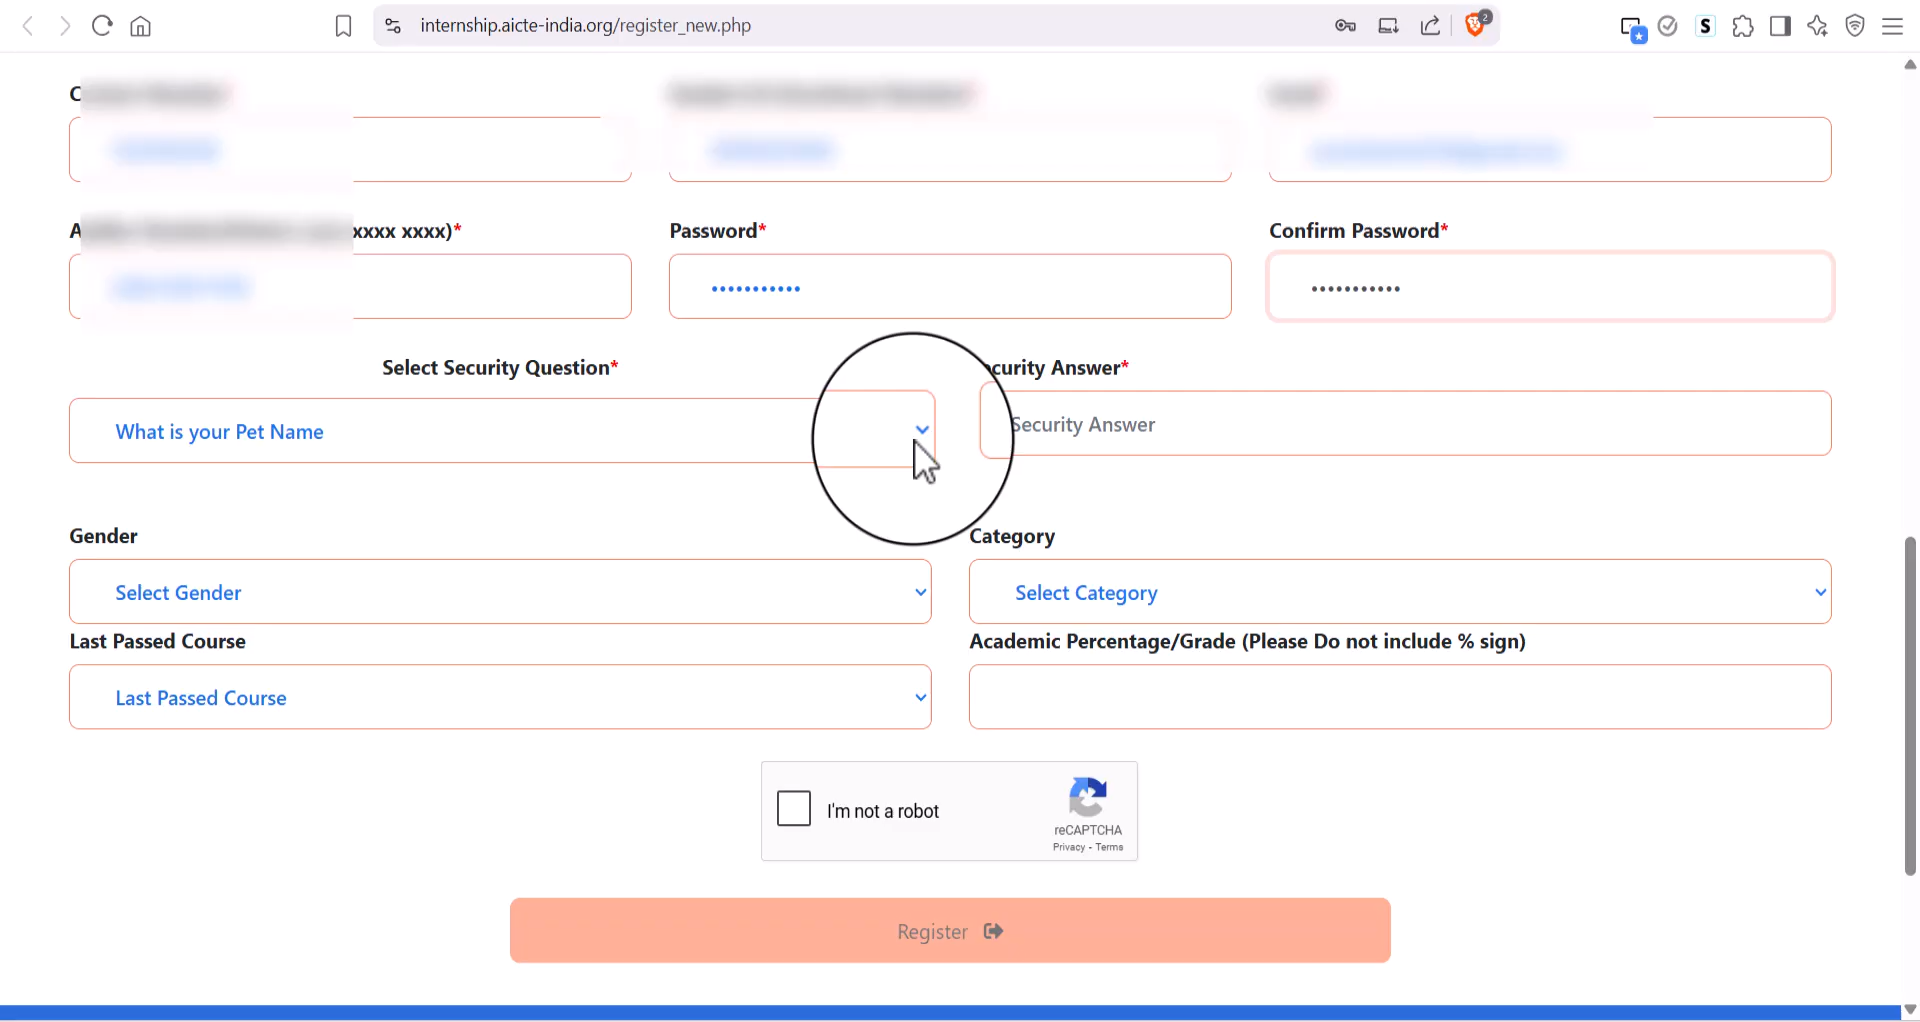 internship.aicte-india.org/register_new.php
2
S
xxxx xxxx)*
Password*
Confirm Password*
Select Security Question*
curity Answer*
What is your Pet Name
Security Answer
Gender
Category
Select Gender
Select Category
Last Passed Course
Academic Percentage/Grade (Please Do not include % sign)
Last Passed Course
I'm not a robot
reCAPTCHA
Privacy - Terms
Register